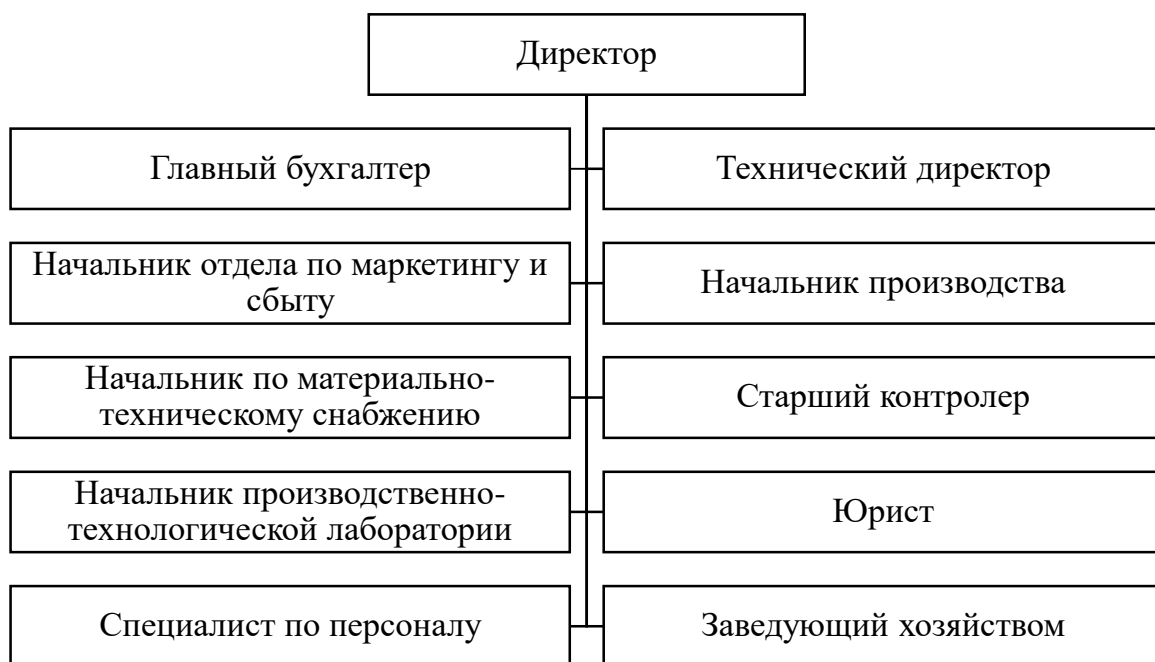 Директор
Главный бухгалтер
Технический директор
Начальник отдела по маркетингу и
сбыту
Начальник производства
Начальник по материально-
техническому снабжению
Старший контролер
Начальник производственно-
технологической лаборатории
Юрист
Специалист по персоналу
Заведующий хозяйством